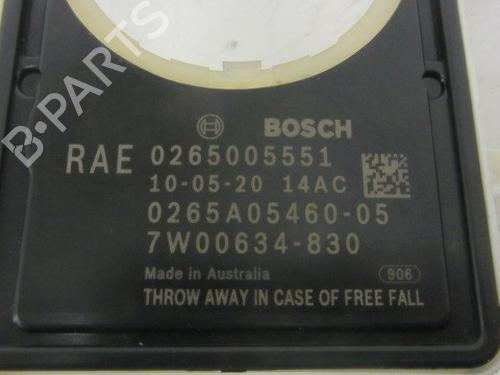 B-PARTS
BOSCH
RAE 0265005551
10-05-20 14AC
0265A05460-05
7W00634-830
Made in Australia 906
THROW AWAY IN CASE OF FREE FALL